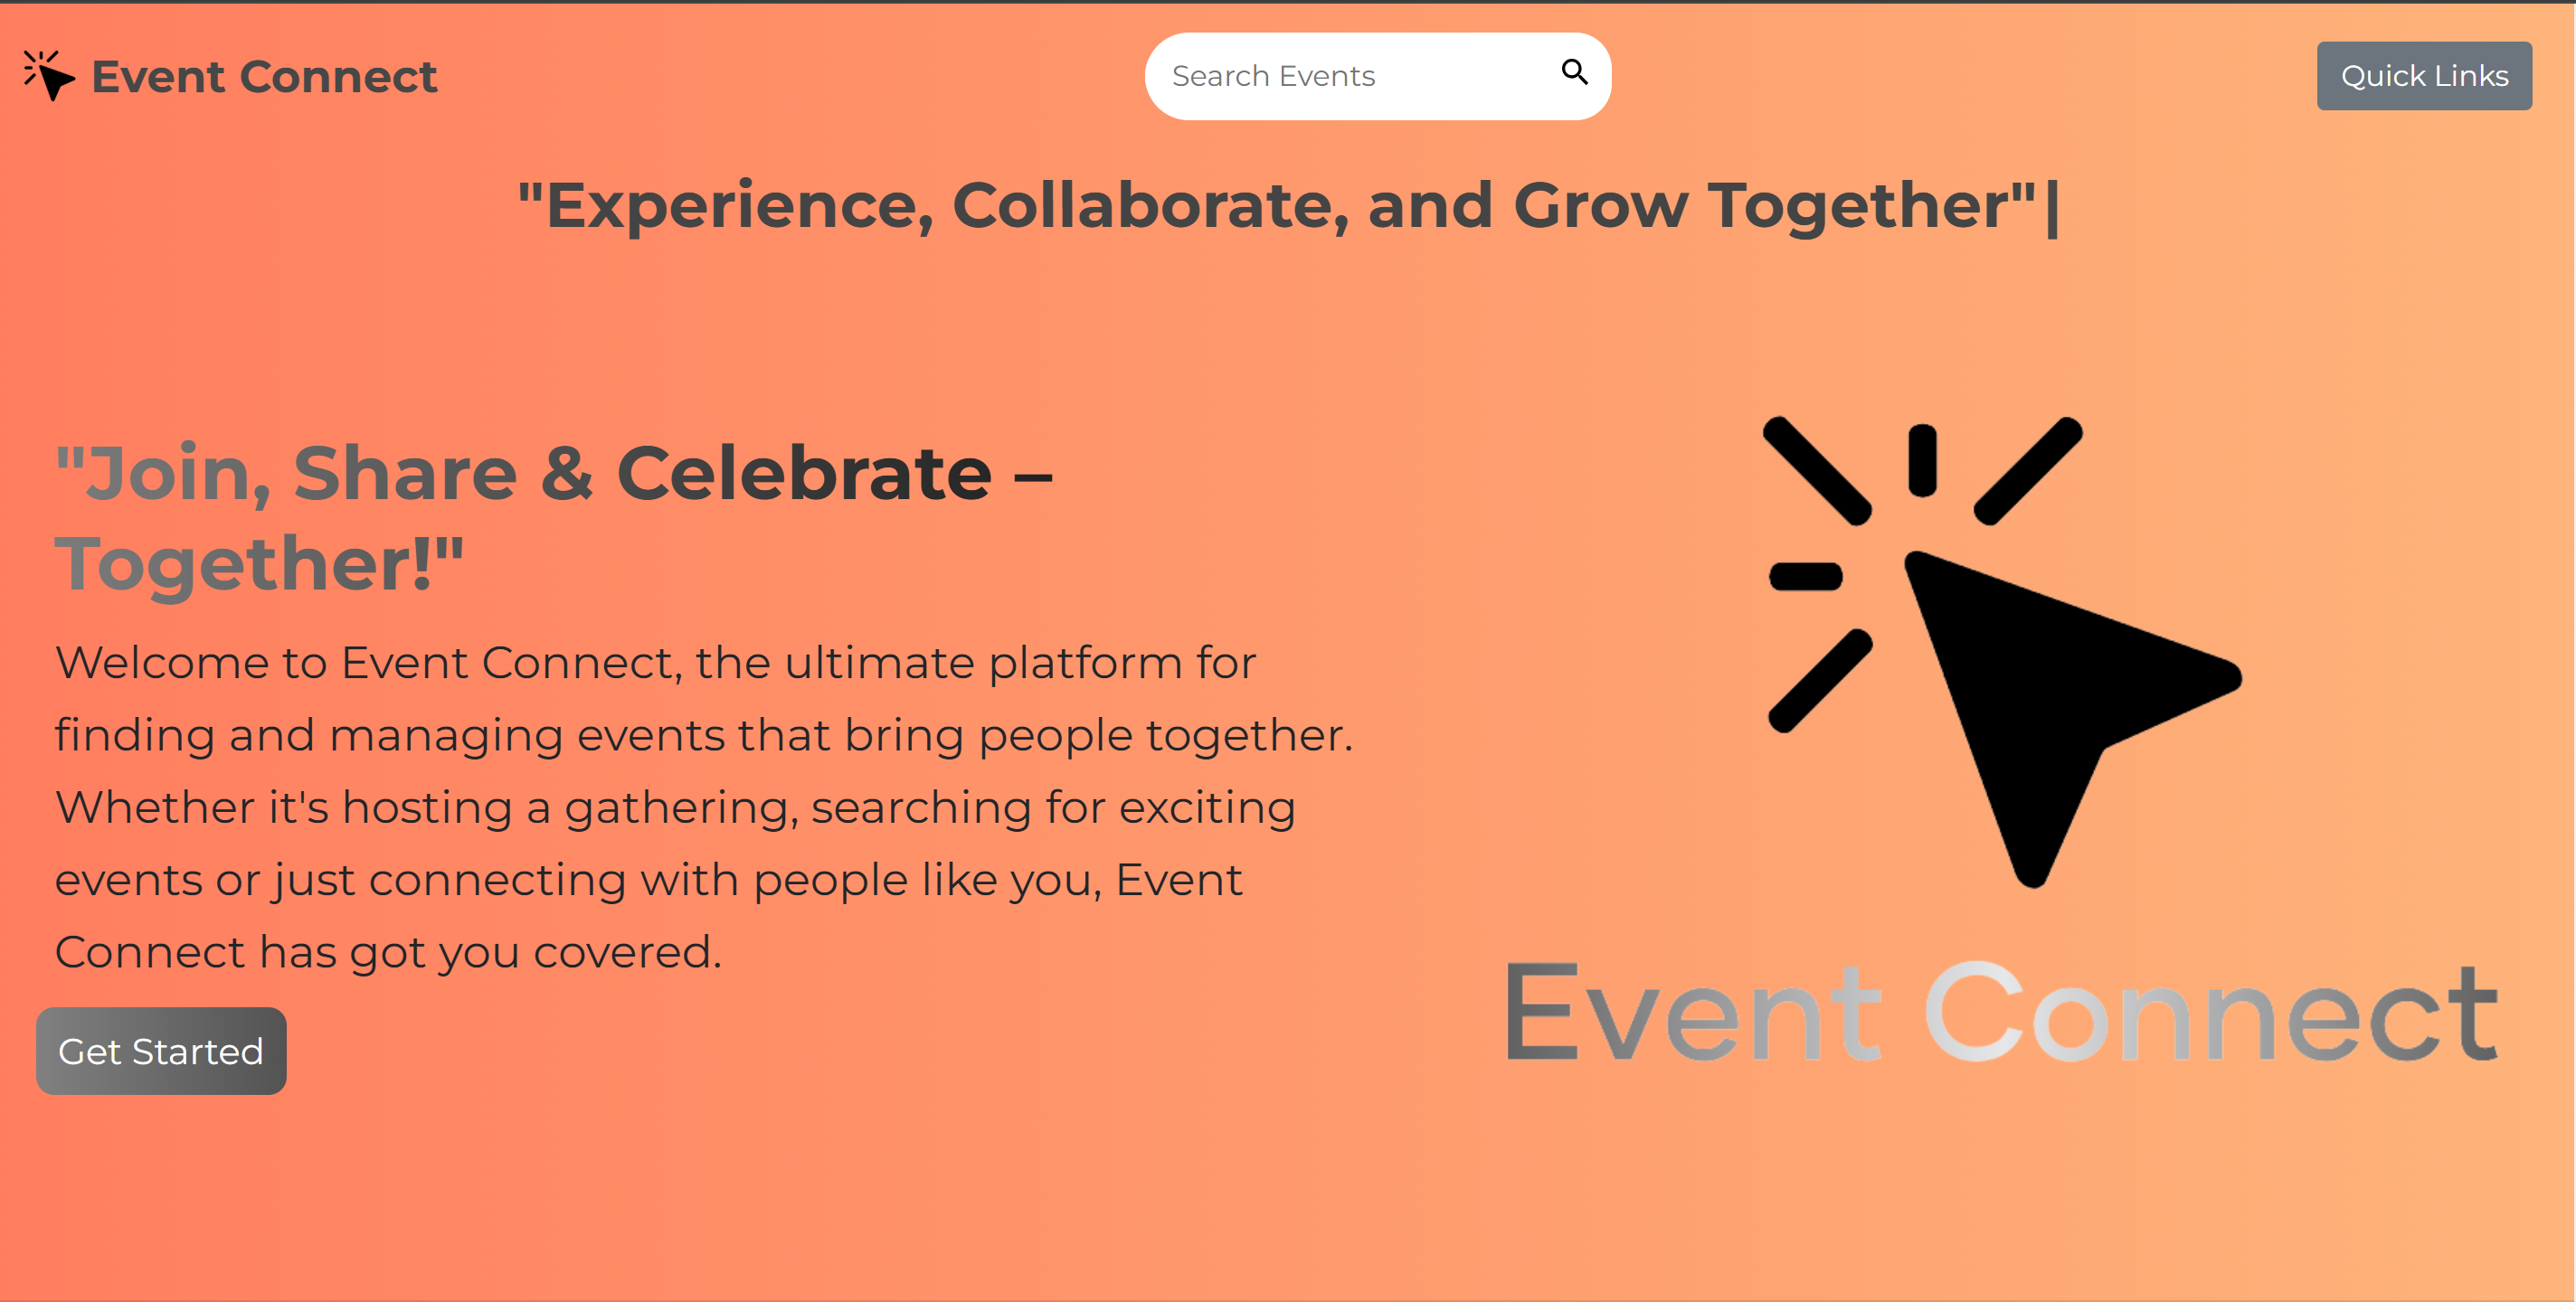 Event Connect
Search Events
Quick Links
"Experience, Collaborate, and Grow Together"|
"Join, Share & Celebrate –
Together!"
Welcome to Event Connect, the ultimate platform for
finding and managing events that bring people together.
Whether it's hosting a gathering, searching for exciting
events or just connecting with people like you, Event
Connect has got you covered.
Get Started
Event Connect